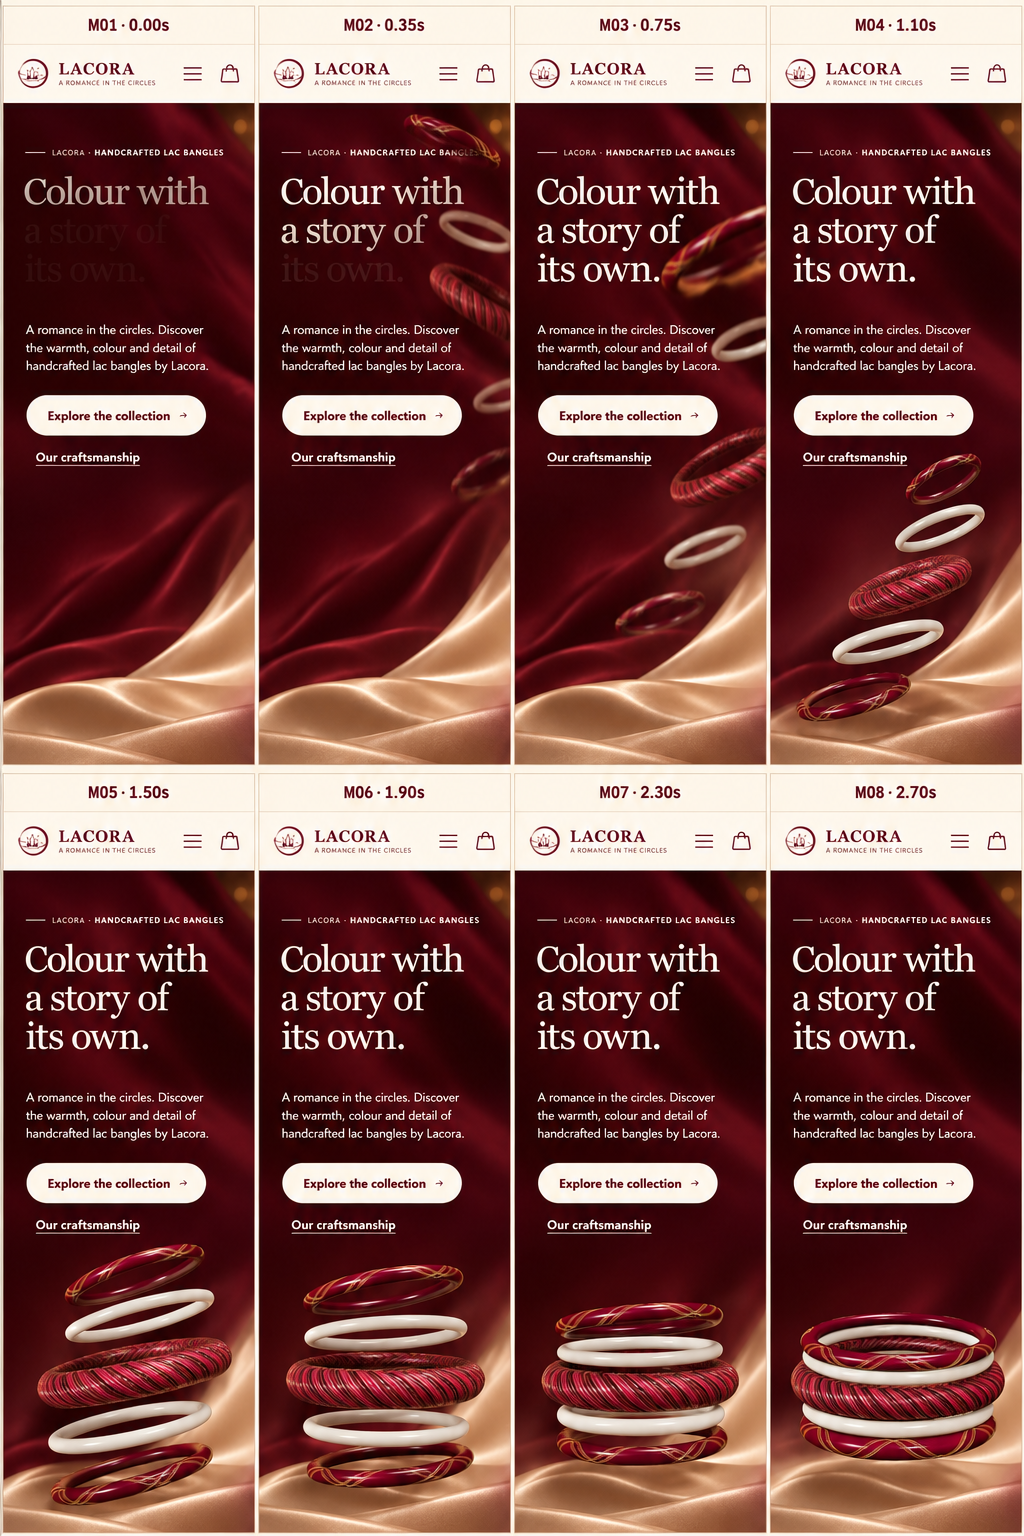 M01 · 0.00s
LACORA
A ROMANCE IN THE CIRCLES
LACORA · HANDCRAFTED LAC BANGLES
Colour with
a story of
its own.
A romance in the circles. Discover
the warmth, colour and detail of
handcrafted lac bangles by Lacora.
Explore the collection →
Our craftsmanship
M02 · 0.35s
LACORA
A ROMANCE IN THE CIRCLES
LACORA · HANDCRAFTED LAC BANGLES
Colour with
a story of
its own.
A romance in the circles. Discover
the warmth, colour and detail of
handcrafted lac bangles by Lacora.
Explore the collection →
Our craftsmanship
M03 · 0.75s
LACORA
A ROMANCE IN THE CIRCLES
LACORA · HANDCRAFTED LAC BANGLES
Colour with
a story of
its own.
A romance in the circles. Discover
the warmth, colour and detail of
handcrafted lac bangles by Lacora.
Explore the collection →
Our craftsmanship
M04 · 1.10s
LACORA
A ROMANCE IN THE CIRCLES
LACORA · HANDCRAFTED LAC BANGLES
Colour with
a story of
its own.
A romance in the circles. Discover
the warmth, colour and detail of
handcrafted lac bangles by Lacora.
Explore the collection →
Our craftsmanship
M05 · 1.50s
LACORA
A ROMANCE IN THE CIRCLES
LACORA · HANDCRAFTED LAC BANGLES
Colour with
a story of
its own.
A romance in the circles. Discover
the warmth, colour and detail of
handcrafted lac bangles by Lacora.
Explore the collection →
Our craftsmanship
M06 · 1.90s
LACORA
A ROMANCE IN THE CIRCLES
LACORA · HANDCRAFTED LAC BANGLES
Colour with
a story of
its own.
A romance in the circles. Discover
the warmth, colour and detail of
handcrafted lac bangles by Lacora.
Explore the collection →
Our craftsmanship
M07 · 2.30s
LACORA
A ROMANCE IN THE CIRCLES
LACORA · HANDCRAFTED LAC BANGLES
Colour with
a story of
its own.
A romance in the circles. Discover
the warmth, colour and detail of
handcrafted lac bangles by Lacora.
Explore the collection →
Our craftsmanship
M08 · 2.70s
LACORA
A ROMANCE IN THE CIRCLES
LACORA · HANDCRAFTED LAC BANGLES
Colour with
a story of
its own.
A romance in the circles. Discover
the warmth, colour and detail of
handcrafted lac bangles by Lacora.
Explore the collection →
Our craftsmanship